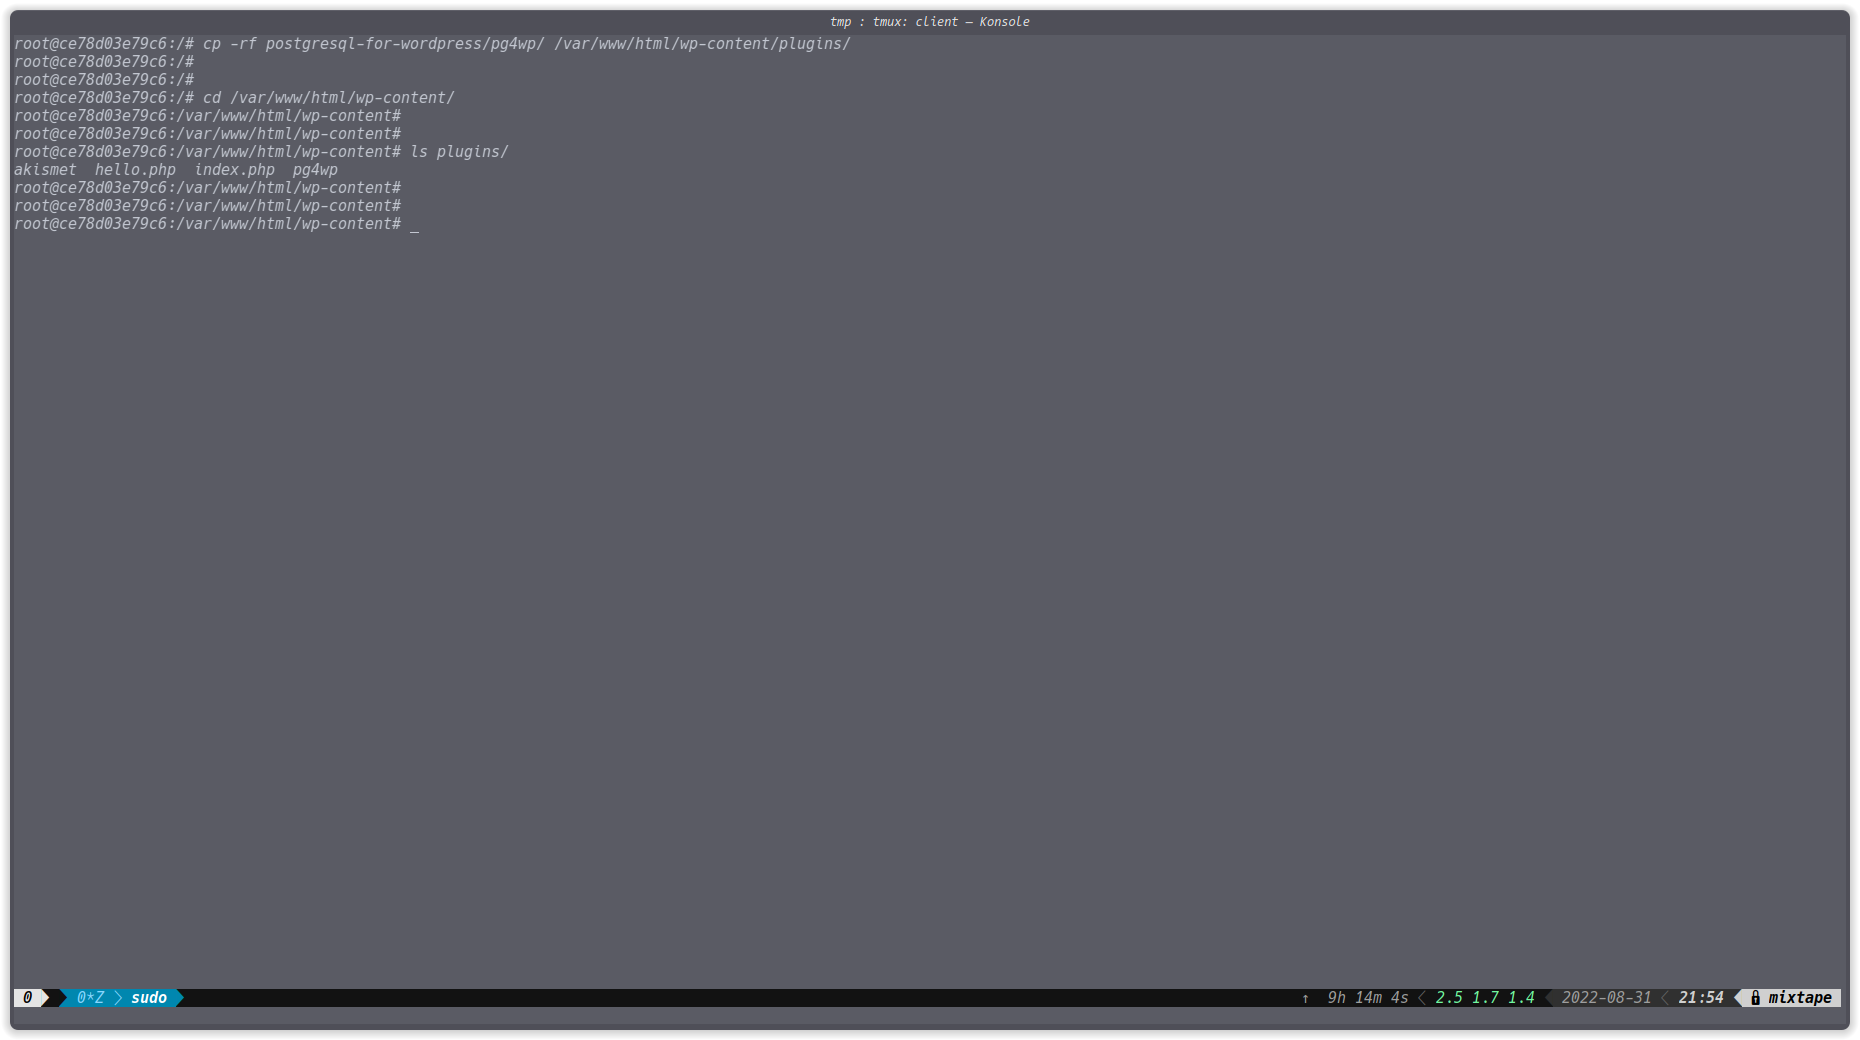 tmp : tmux: client — Konsole
root@ce78d03e79c6:/# cp -rf postgresql-for-wordpress/pg4wp/ /var/www/html/wp-content/plugins/
root@ce78d03e79c6:/#
root@ce78d03e79c6:/#
root@ce78d03e79c6:/# cd /var/www/html/wp-content/
root@ce78d03e79c6:/var/www/html/wp-content#
root@ce78d03e79c6:/var/www/html/wp-content#
root@ce78d03e79c6:/var/www/html/wp-content# ls plugins/
akismet  hello.php  index.php  pg4wp
root@ce78d03e79c6:/var/www/html/wp-content#
root@ce78d03e79c6:/var/www/html/wp-content#
root@ce78d03e79c6:/var/www/html/wp-content# _
0 0*Z sudo ↑ 9h 14m 4s 2.5 1.7 1.4 2022-08-31 21:54 mixtape